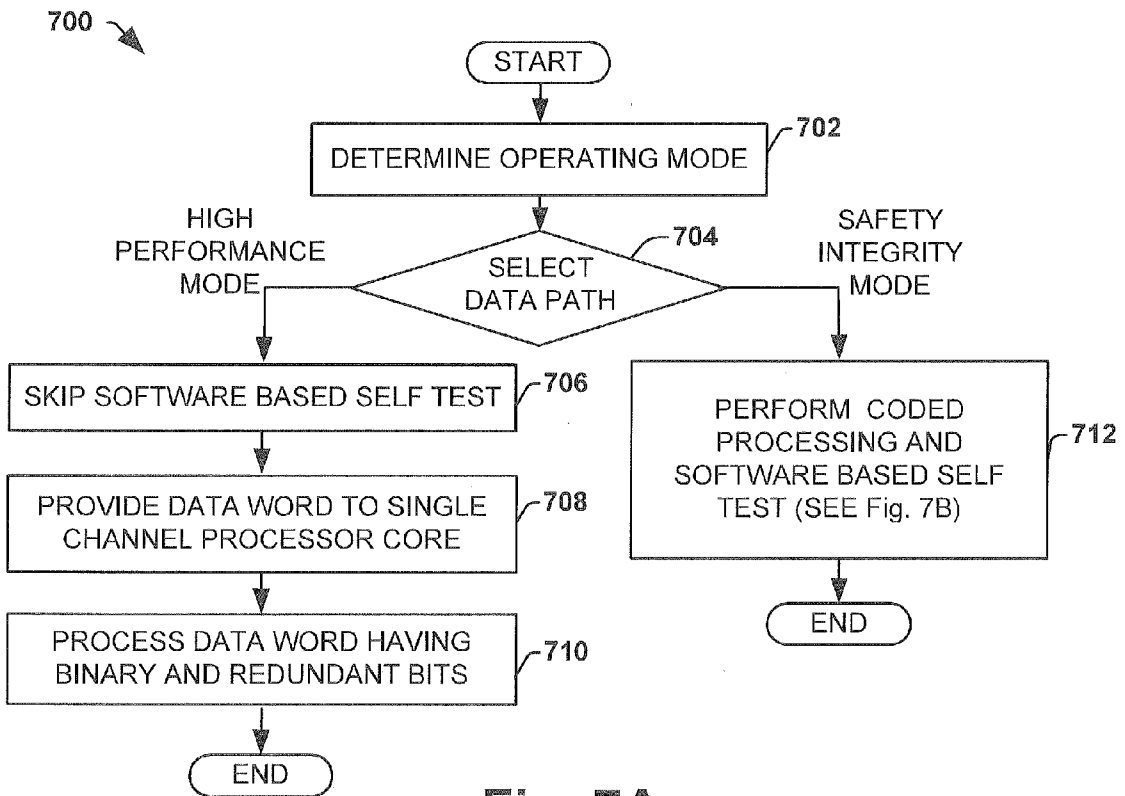 700
START
702
DETERMINE OPERATING MODE
HIGH
PERFORMANCE
MODE
704
SELECT
DATA PATH
SAFETY
INTEGRITY
MODE
SKIP SOFTWARE BASED SELF TEST
706
PROVIDE DATA WORD TO SINGLE
CHANNEL PROCESSOR CORE
708
PROCESS DATA WORD HAVING
BINARY AND REDUNDANT BITS
710
END
PERFORM CODED
PROCESSING AND
SOFTWARE BASED SELF
TEST (SEE Fig. 7B)
712
END